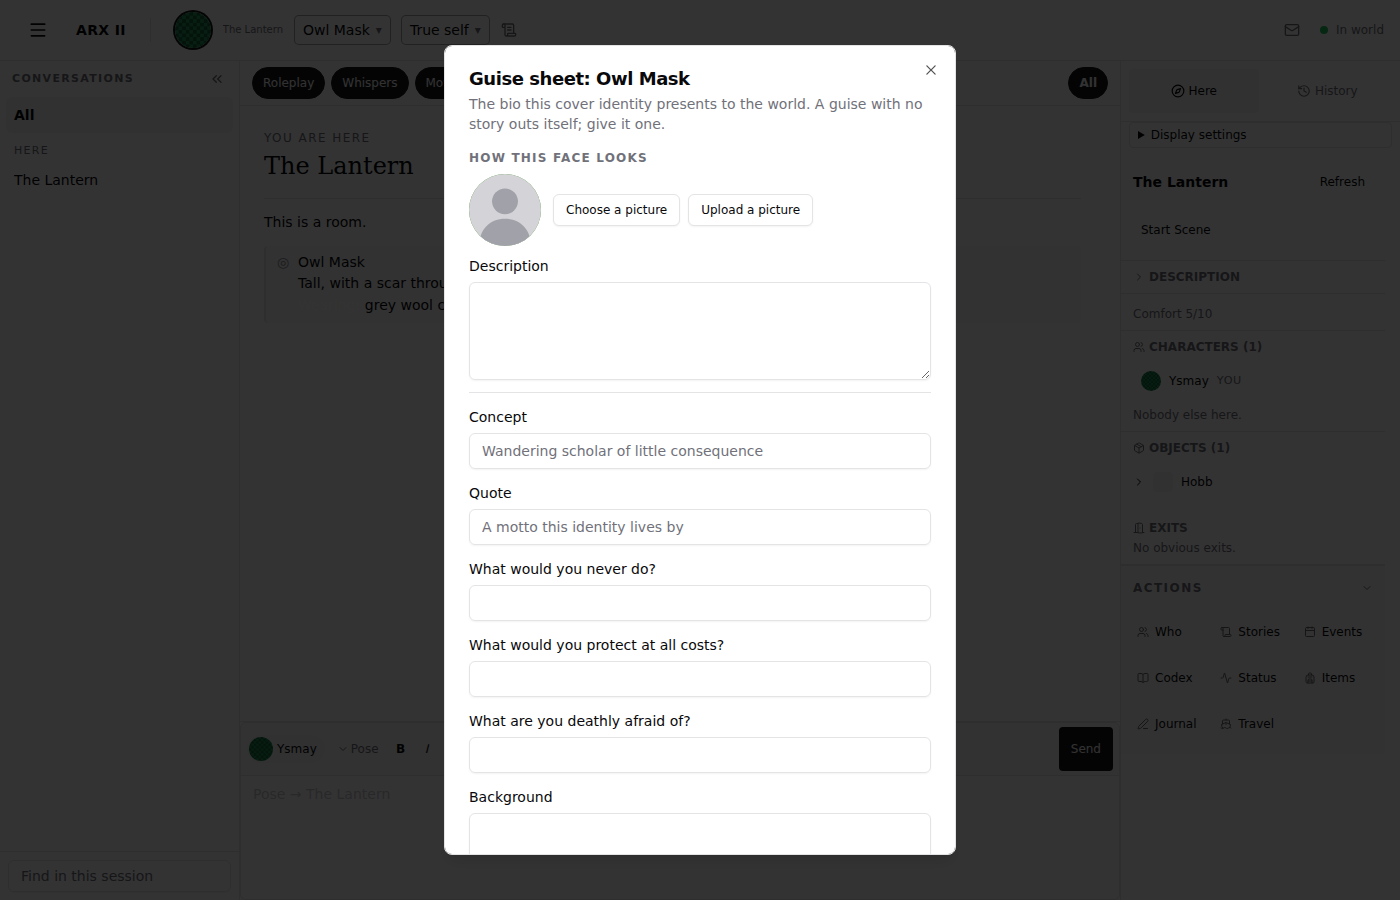 ARX II
The Lantern
Owl Mask
True self
In world
CONVERSATIONS
All
HERE
The Lantern
Find in this session
Roleplay
Whispers
All
YOU ARE HERE
The Lantern
This is a room.
Owl Mask
Tall, with a scar
grey wool
Ysmay
Pose
B
I
Send
Pose → The Lantern
Guise sheet: Owl Mask
The bio this cover identity presents to the world. A guise with no
story outs itself; give it one.
HOW THIS FACE LOOKS
Choose a picture
Upload a picture
Description
Concept
Wandering scholar of little consequence
Quote
A motto this identity lives by
What would you never do?
What would you protect at all costs?
What are you deathly afraid of?
Background
Here
History
Display settings
The Lantern
Refresh
Start Scene
DESCRIPTION
Comfort 5/10
CHARACTERS (1)
Ysmay YOU
Nobody else here.
OBJECTS (1)
Hobb
EXITS
No obvious exits.
ACTIONS
Who
Stories
Events
Codex
Status
Items
Journal
Travel